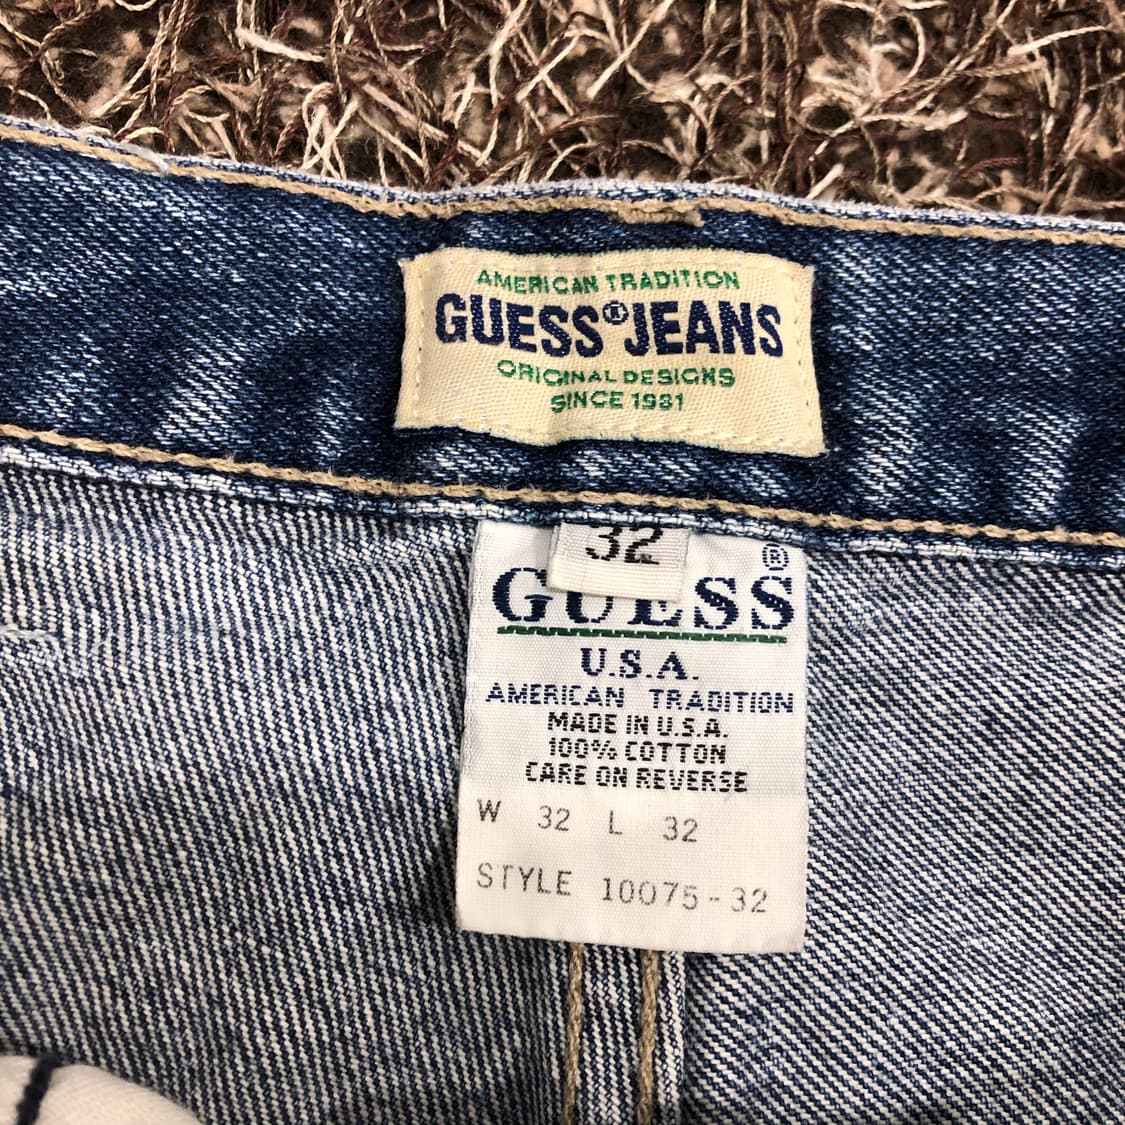 AMERICAN TRADITION
GUESS® JEANS
ORIGINAL DESIGNS
SINCE 1981
32
®
GUESS
U.S.A.
AMERICAN TRADITION
MADE IN U.S.A.
100% COTTON
CARE ON REVERSE
W 32 L 32
STYLE 10075-32